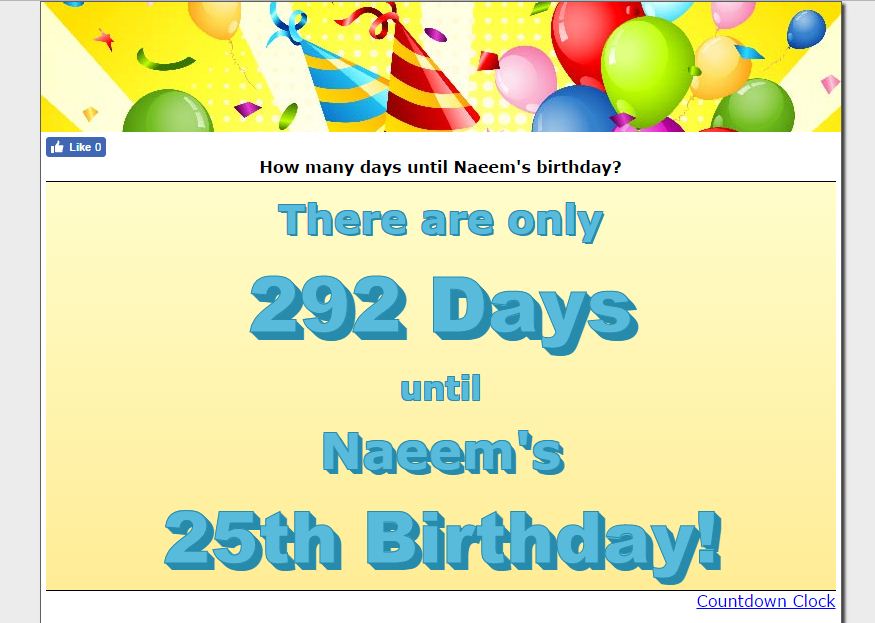 Like 0
How many days until Naeem's birthday?
There are only
292 Days
until
Naeem's
25th Birthday!
Countdown Clock